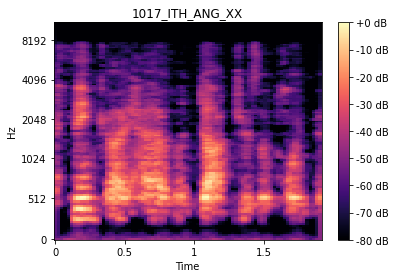 1017_ITH_ANG_XX
+0 dB
8192
-10 dB
4096
-20 dB
-30 dB
2048
-40 dB
Hz
1024
-50 dB
512
-60 dB
-70 dB
0
-80 dB
0 0.5 1 1.5
Time